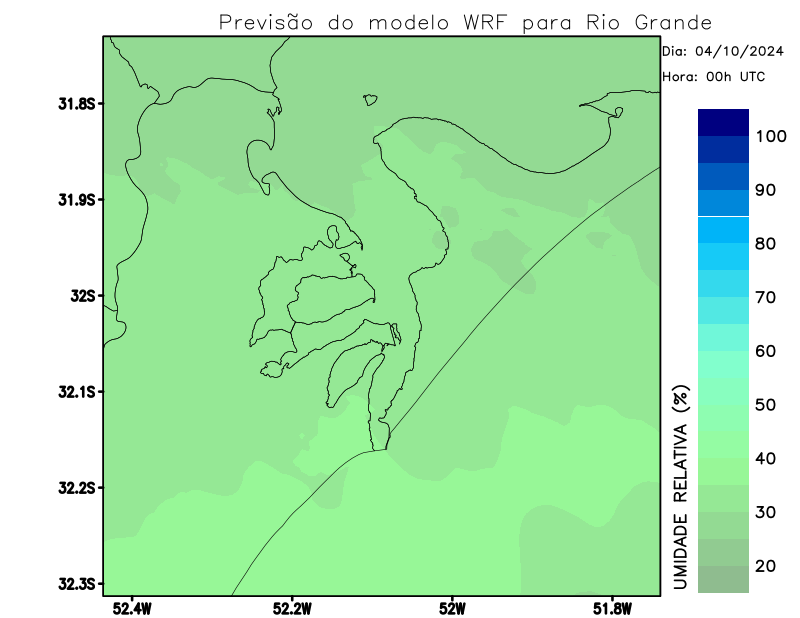 Previsão do modelo WRF para Rio Grande
Dia: 04/10/2024
Hora: 00h UTC
31.8S
31.9S
32S
32.1S
32.2S
32.3S
52.4W
52.2W
52W
51.8W
100
90
80
70
60
50
40
30
20
UMIDADE RELATIVA (%)